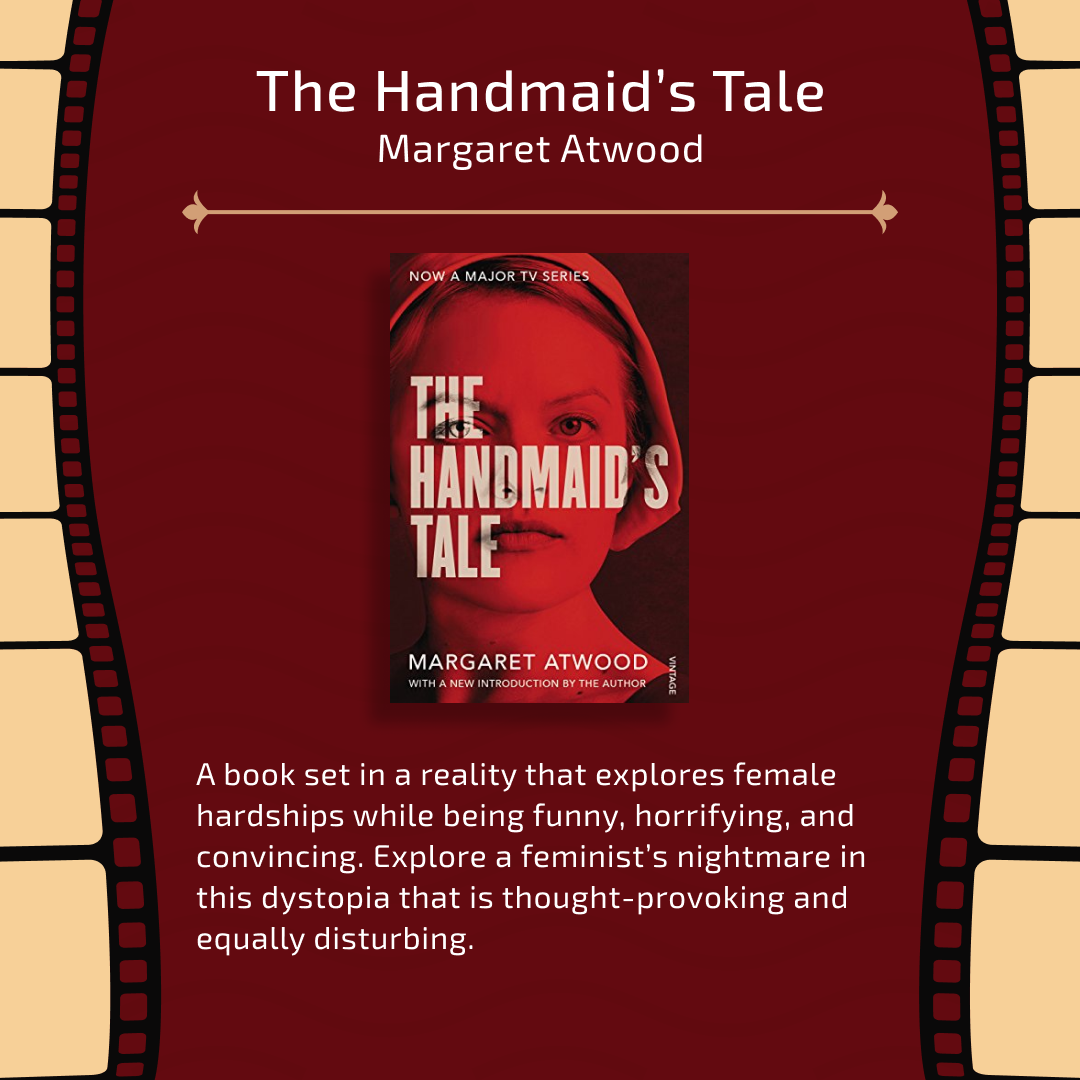 The Handmaid’s Tale
Margaret Atwood
NOW A MAJOR TV SERIES
THE
HANDMAID’S
TALE
MARGARET ATWOOD
WITH A NEW INTRODUCTION BY THE AUTHOR
VINTAGE
A book set in a reality that explores female
hardships while being funny, horrifying, and
convincing. Explore a feminist’s nightmare in
this dystopia that is thought-provoking and
equally disturbing.